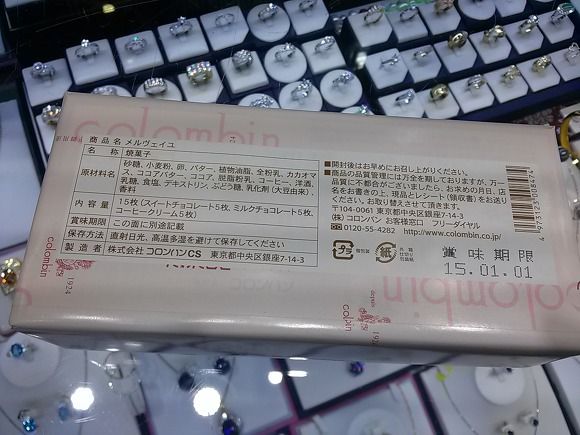 colombin
商品名 メルヴェイユ
名称 焼菓子
原材料名 砂糖、小麦粉、卵、バター、植物油脂、全粉乳、カカオマス、ココアバター、ココア、脱脂粉乳、コーヒー、洋酒、乳糖、食塩、デキストリン、ぶどう糖、乳化剤(大豆由来)、香料
内容量 15枚(スイートチョコレート5枚、ミルクチョコレート5枚、コーヒークリーム5枚)
賞味期限 この面に別途記載
保存方法 直射日光、高温多湿を避けて保存してください
製造者 株式会社 コロンバンCS 東京都中央区銀座7-14-3
■開封後はお早めにお召し上がりください。
■商品の品質管理には万全を期しておりますが、万一
品質に不都合がございましたら、お求めの月日、店
名をお書きの上、現品とレシート(領収書)をお送り
ください。お取り替えさせて頂きます。
〒104-0061 東京都中央区銀座7-14-3
(株)コロンバン お客様窓口 フリーダイヤル
0120-55-4282 http://www.colombin.co.jp/
プラ
外装
紙
個包装
賞味期限
15.01.01
1924
colpin
depuis
1924
colombin